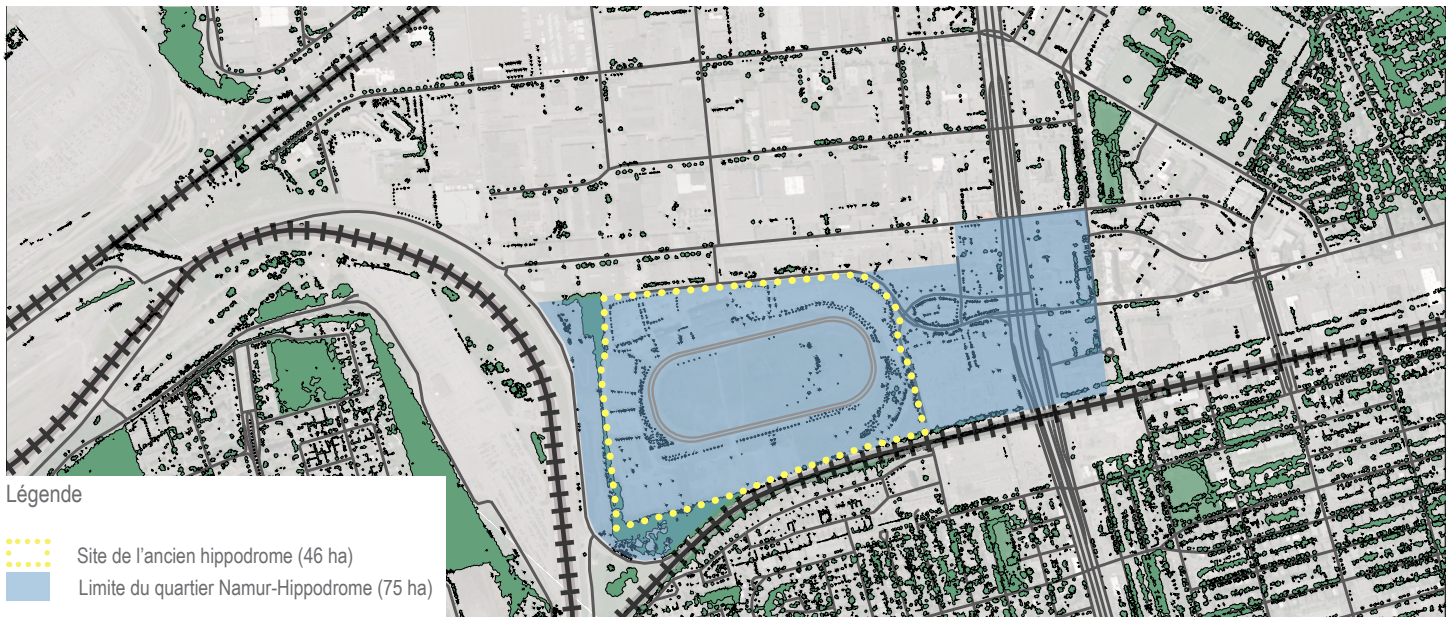 Légende
Site de l'ancien hippodrome (46 ha)
Limite du quartier Namur-Hippodrome (75 ha)